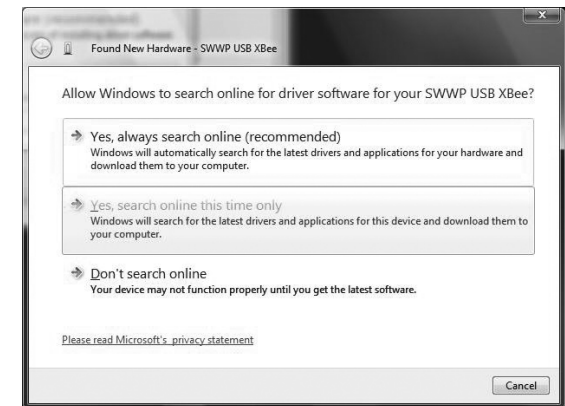 Found New Hardware - SWWP USB XBee
Allow Windows to search online for driver software for your SWWP USB XBee?
Yes, always search online (recommended)
Windows will automatically search for the latest drivers and applications for your hardware and
download them to your computer.
Yes, search online this time only
Windows will search for the latest drivers and applications for this device and download them to
your computer.
Don't search online
Your device may not function properly until you get the latest software.
Please read Microsoft's privacy statement
Cancel